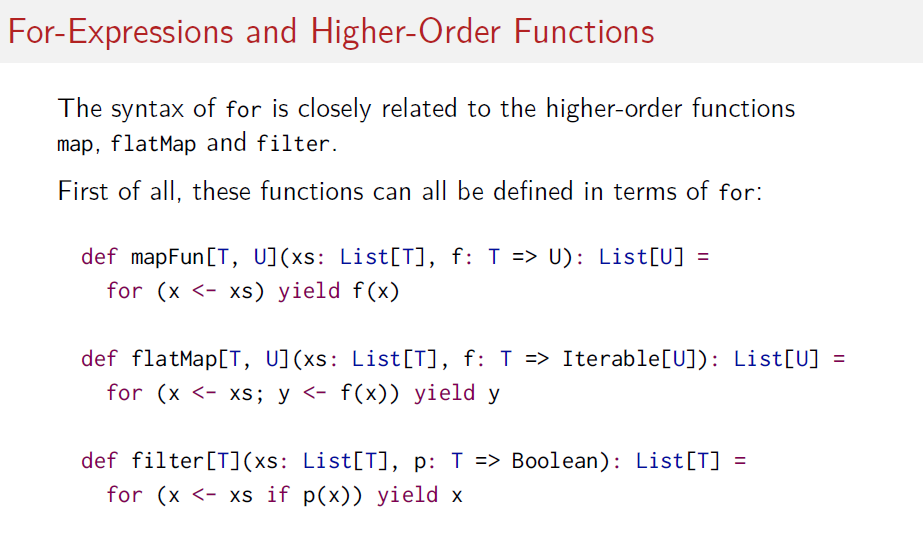 For-Expressions and Higher-Order Functions
The syntax of for is closely related to the higher-order functions
map, flatMap and filter.
First of all, these functions can all be defined in terms of for:
def mapFun[T, U](xs: List[T], f: T => U): List[U] =
for (x <- xs) yield f(x)
def flatMap[T, U](xs: List[T], f: T => Iterable[U]): List[U] =
for (x <- xs; y <- f(x)) yield y
def filter[T](xs: List[T], p: T => Boolean): List[T] =
for (x <- xs if p(x)) yield x